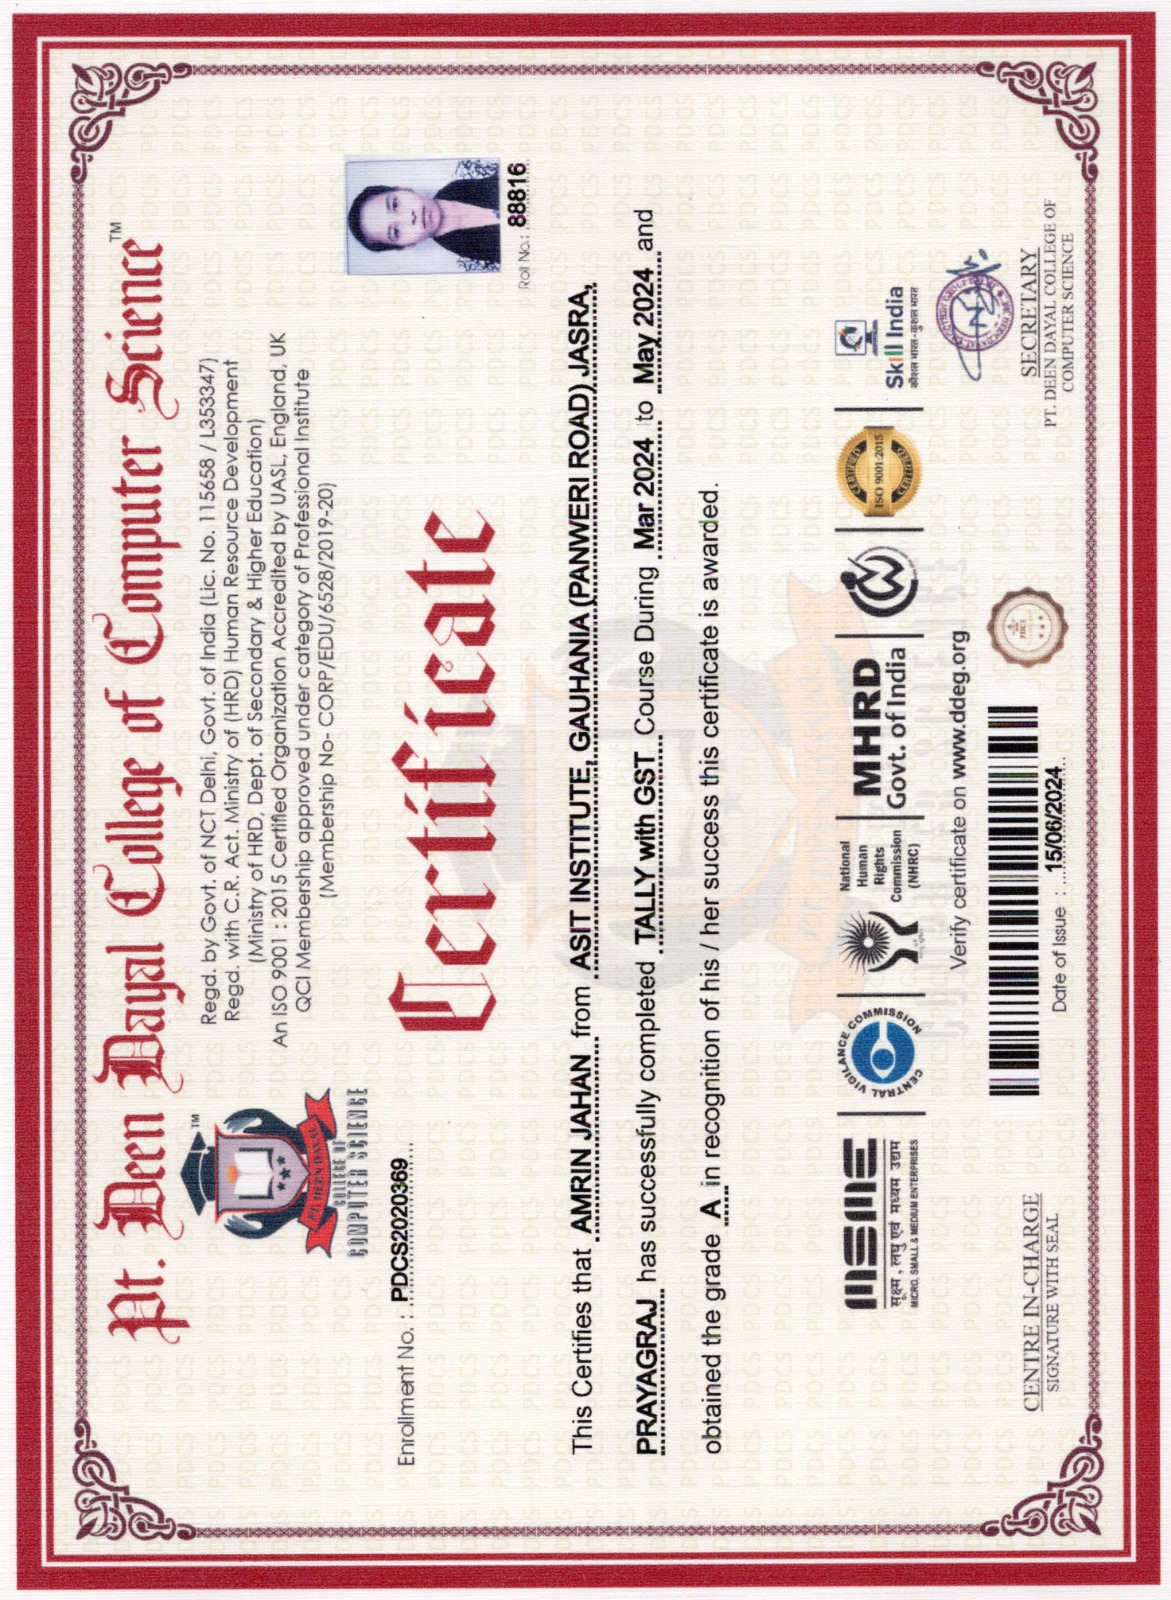 Pt. Deen Dayal College of Computer Science™
TM
PT. DEEN DAYAL
COLLEGE OF
COMPUTER SCIENCE
Regd. by Govt. of NCT Delhi, Govt. of India (Lic. No. 115658 / L353347)
Regd. with C.R. Act. Ministry of (HRD) Human Resource Development
(Ministry of HRD, Dept. of Secondary & Higher Education)
An ISO 9001 : 2015 Certified Organization Accredited by UASL, England, UK
QCI Membership approved under category of Professional Institute
(Membership No- CORP/EDU/6528/2019-20)
Enrollment No. : PDCS2020369
Certificate
Roll No.: 88816
This Certifies that AMRIN JAHAN from ASIT INSTITUTE, GAUHANIA (PANWERI ROAD) JASRA,
PRAYAGRAJ has successfully completed TALLY with GST Course During Mar 2024 to May 2024 and
obtained the grade A in recognition of his / her success this certificate is awarded.
MSME
सूक्ष्म, लघु एवं मध्यम उद्यम
MICRO, SMALL & MEDIUM ENTERPRISES
CENTRAL VIGILANCE COMMISSION
National
Human
Rights
Commission
(NHRC)
MHRD
Govt. of India
CERTIFIED
ISO 9001:2015
CERTIFIED
Skill India
कौशल भारत - कुशल भारत
Verify certificate on www.ddeg.org
CENTRE IN-CHARGE
SIGNATURE WITH SEAL
Date of Issue : 15/06/2024
PDCS
SECRETARY
PT. DEEN DAYAL COLLEGE OF
COMPUTER SCIENCE